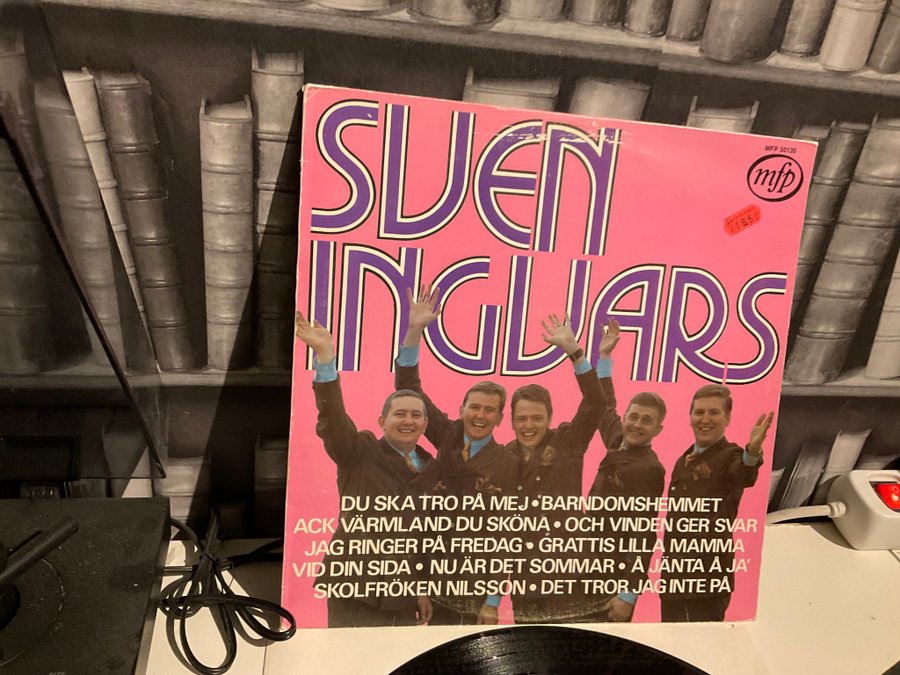 SVEN
INGVARS
MFP 50135
mfp
DU SKA TRO PÅ MEJ • BARNDOMSHEMMET
ACK VÄRMLAND DU SKÖNA • OCH VINDEN GER SVAR
JAG RINGER PÅ FREDAG • GRATTIS LILLA MAMMA
VID DIN SIDA • NU ÄR DET SOMMAR • Å JÄNTA Å JA'
SKOLFRÖKEN NILSSON • DET TROR JAG INTE PÅ